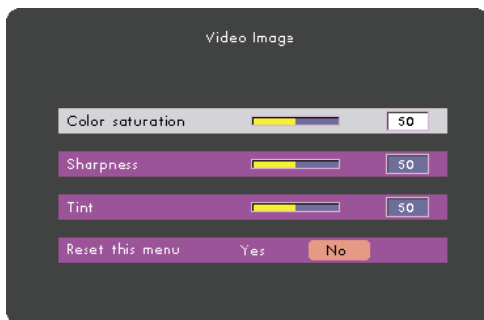 Video Image
Color saturation 50
Sharpness 50
Tint 50
Reset this menu Yes No